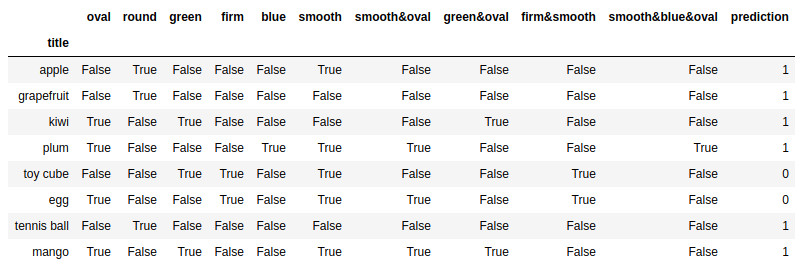 oval round green firm blue smooth smooth&oval green&oval firm&smooth smooth&blue&oval prediction
title
apple False True False False False True False False False False 1
grapefruit False True False False False False False False False False 1
kiwi True False True False False False False True False False 1
plum True False False False True True True False False True 1
toy cube False False False True False True False False True False 0
egg True False False True False True True False True False 0
tennis ball False True False False False False False False False False 1
mango True False True False False True True True False False 1